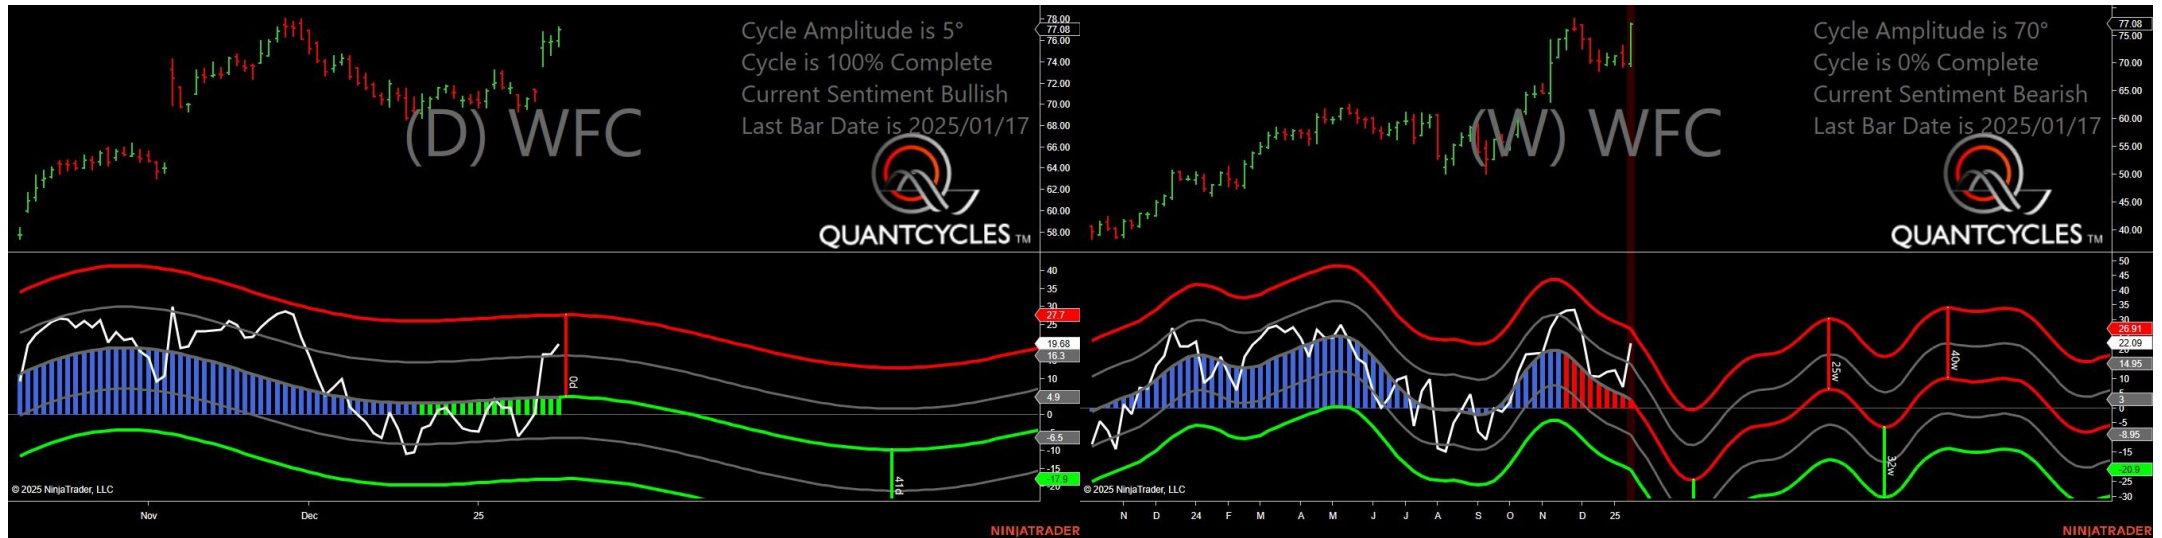 Cycle Amplitude is 5°
Cycle is 100% Complete
Current Sentiment Bullish
Last Bar Date is 2025/01/17
(D) WFC
QUANTCYCLES TM
78.00
77.08
76.00
74.00
72.00
70.00
68.00
66.00
64.00
62.00
60.00
58.00
40
35
30
27.7
25
19.68
16.3
10
4.9
0
-6.5
-10
-15
-17.9
-20
0d
41d
© 2025 NinjaTrader, LLC
Nov Dec 25
NINJATRADER
Cycle Amplitude is 70°
Cycle is 0% Complete
Current Sentiment Bearish
Last Bar Date is 2025/01/17
(W) WFC
QUANTCYCLES TM
77.08
75.00
70.00
65.00
60.00
55.00
50.00
45.00
40.00
50
45
40
35
30
26.91
22.09
20
14.95
10
3
0
-5
-8.95
-15
-20.9
-25
-30
25w
40w
32w
© 2025 NinjaTrader, LLC
N D 24 F M A M J J A S O N D 25
NINJATRADER